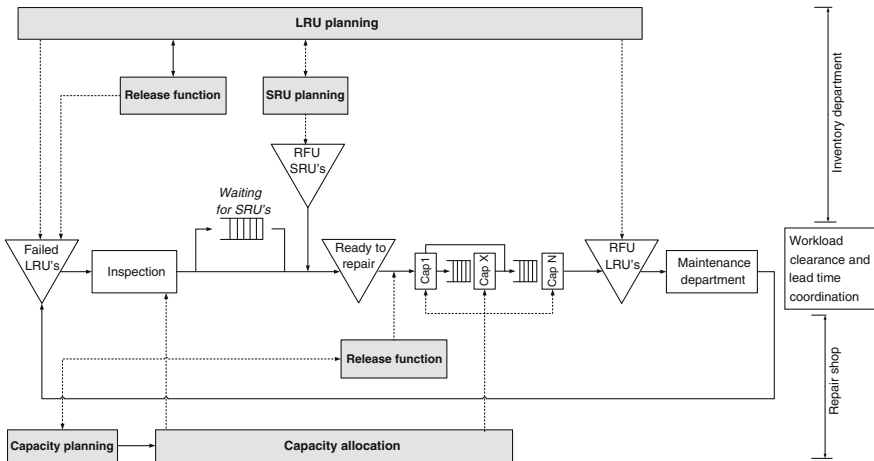 LRU planning
Release function
SRU planning
RFU
SRU's
Waiting
for SRU's
Failed
LRU's
Inspection
Ready to
repair
Cap1
Cap X
Cap N
RFU
LRU's
Maintenance
department
Inventory department
Workload
clearance and
lead time
coordination
Repair shop
Release function
Capacity planning
Capacity allocation